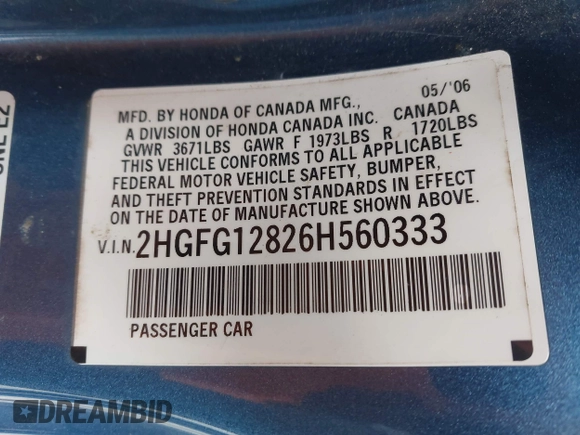 MFD. BY HONDA OF CANADA MFG., 05/'06
A DIVISION OF HONDA CANADA INC. CANADA
GVWR 3671LBS GAWR F 1973LBS R 1720LBS
THIS VEHICLE CONFORMS TO ALL APPLICABLE
FEDERAL MOTOR VEHICLE SAFETY, BUMPER,
AND THEFT PREVENTION STANDARDS IN EFFECT
ON THE DATE OF MANUFACTURE SHOWN ABOVE.
V.I.N. 2HGFG12826H560333
PASSENGER CAR
DREAMBID